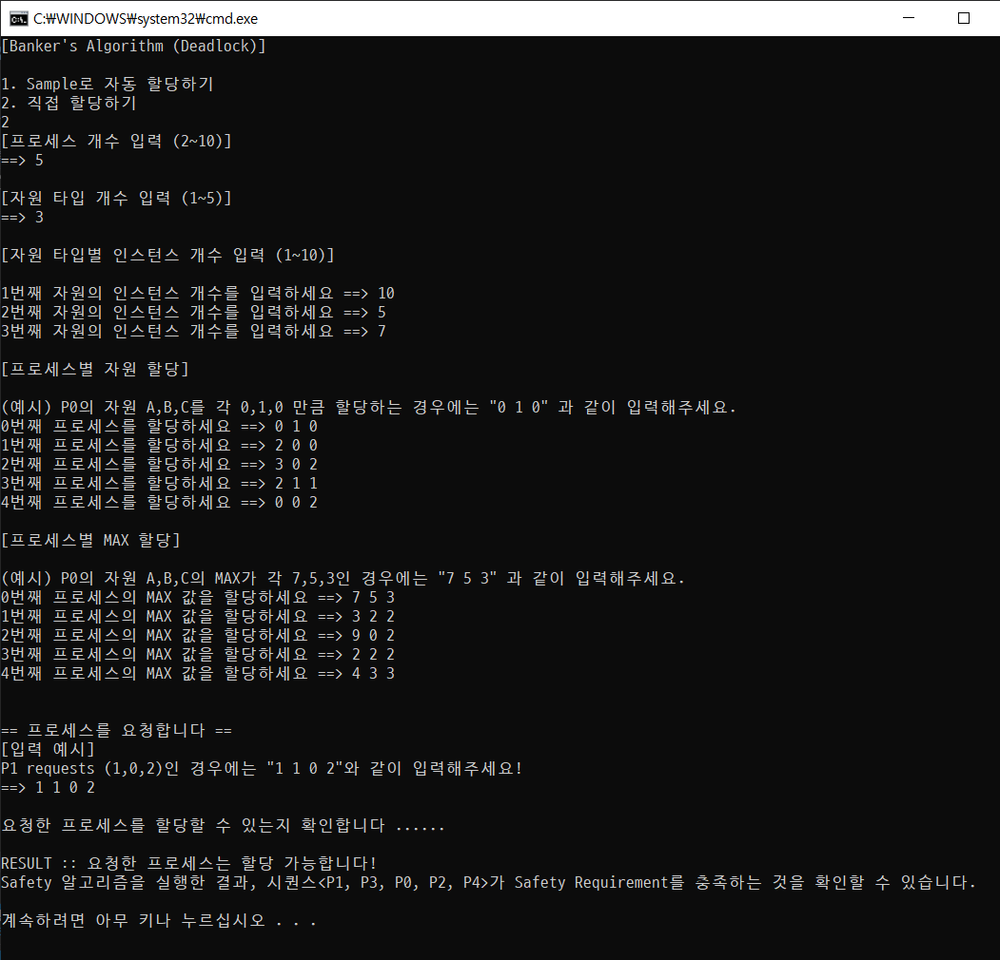 C:₩WINDOWS₩system32₩cmd.exe
[Banker's Algorithm (Deadlock)]
1. Sample로 자동 할당하기
2. 직접 할당하기
2
[프로세스 개수 입력 (2~10)]
==> 5
[자원 타입 개수 입력 (1~5)]
==> 3
[자원 타입별 인스턴스 개수 입력 (1~10)]
1번째 자원의 인스턴스 개수를 입력하세요 ==> 10
2번째 자원의 인스턴스 개수를 입력하세요 ==> 5
3번째 자원의 인스턴스 개수를 입력하세요 ==> 7
[프로세스별 자원 할당]
(예시) P0의 자원 A,B,C를 각 0,1,0 만큼 할당하는 경우에는 "0 1 0" 과 같이 입력해주세요.
0번째 프로세스를 할당하세요 ==> 0 1 0
1번째 프로세스를 할당하세요 ==> 2 0 0
2번째 프로세스를 할당하세요 ==> 3 0 2
3번째 프로세스를 할당하세요 ==> 2 1 1
4번째 프로세스를 할당하세요 ==> 0 0 2
[프로세스별 MAX 할당]
(예시) P0의 자원 A,B,C의 MAX가 각 7,5,3인 경우에는 "7 5 3" 과 같이 입력해주세요.
0번째 프로세스의 MAX 값을 할당하세요 ==> 7 5 3
1번째 프로세스의 MAX 값을 할당하세요 ==> 3 2 2
2번째 프로세스의 MAX 값을 할당하세요 ==> 9 0 2
3번째 프로세스의 MAX 값을 할당하세요 ==> 2 2 2
4번째 프로세스의 MAX 값을 할당하세요 ==> 4 3 3
== 프로세스를 요청합니다 ==
[입력 예시]
P1 requests (1,0,2)인 경우에는 "1 1 0 2"와 같이 입력해주세요!
==> 1 1 0 2
요청한 프로세스를 할당할 수 있는지 확인합니다 ......
RESULT :: 요청한 프로세스는 할당 가능합니다!
Safety 알고리즘을 실행한 결과, 시퀀스<P1, P3, P0, P2, P4>가 Safety Requirement를 충족하는 것을 확인할 수 있습니다.
계속하려면 아무 키나 누르십시오 . . .